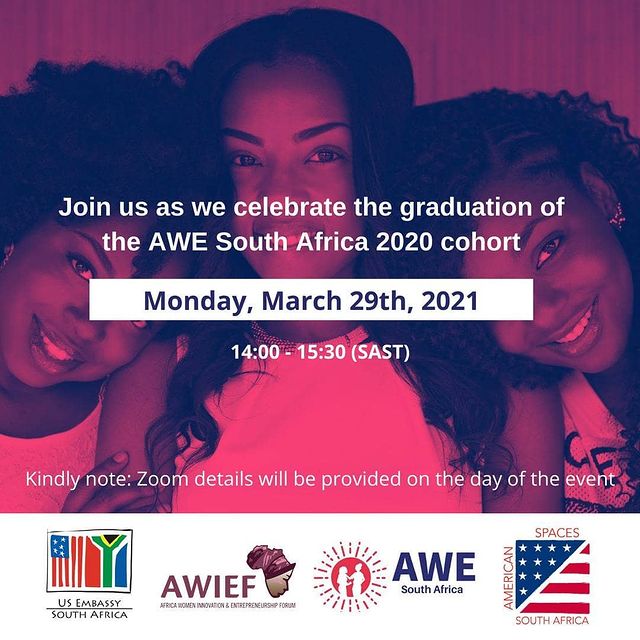 Join us as we celebrate the graduation of
the AWE South Africa 2020 cohort
Monday, March 29th, 2021
14:00 - 15:30 (SAST)
Kindly note: Zoom details will be provided on the day of the event
US EMBASSY
SOUTH AFRICA
AWIEF
AFRICA WOMEN INNOVATION & ENTREPRENEURSHIP FORUM
AWE
South Africa
SPACES
AMERICAN
SOUTH AFRICA